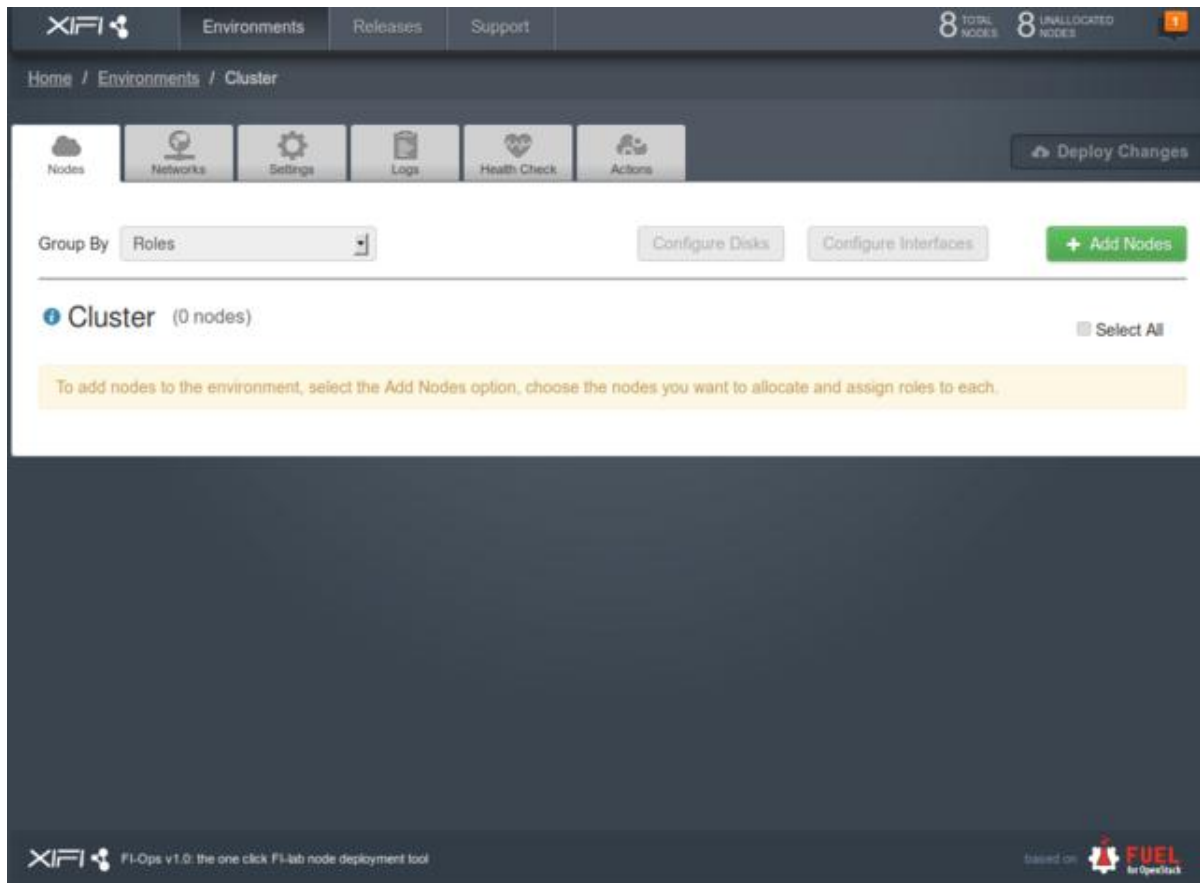 XIFI Environments Releases Support 8 TOTAL NODES 8 UNALLOCATED NODES 1
Home / Environments / Cluster
Nodes Networks Settings Logs Health Check Actions Deploy Changes
Group By Roles Configure Disks Configure Interfaces + Add Nodes
Cluster (0 nodes)
Select All
To add nodes to the environment, select the Add Nodes option, choose the nodes you want to allocate and assign roles to each.
XIFI FI-Ops v1.0: the one click FI-lab node deployment tool based on FUEL
for OpenStack